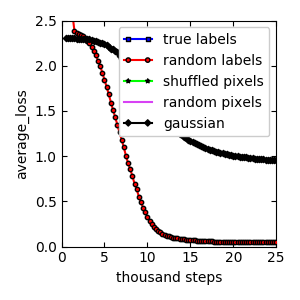 2.5
2.0
1.5
1.0
0.5
0.0
average_loss
true labels
random labels
shuffled pixels
random pixels
gaussian
0 5 10 15 20 25
thousand steps